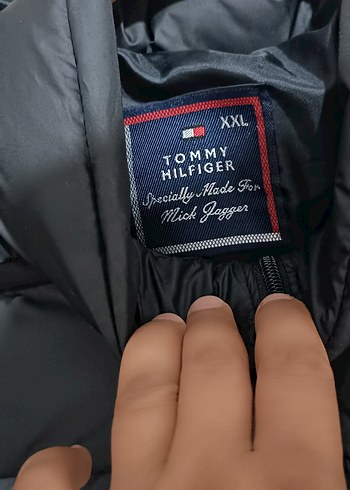 XXL
TOMMY
HILFIGER
Specially Made For
Mick Jagger